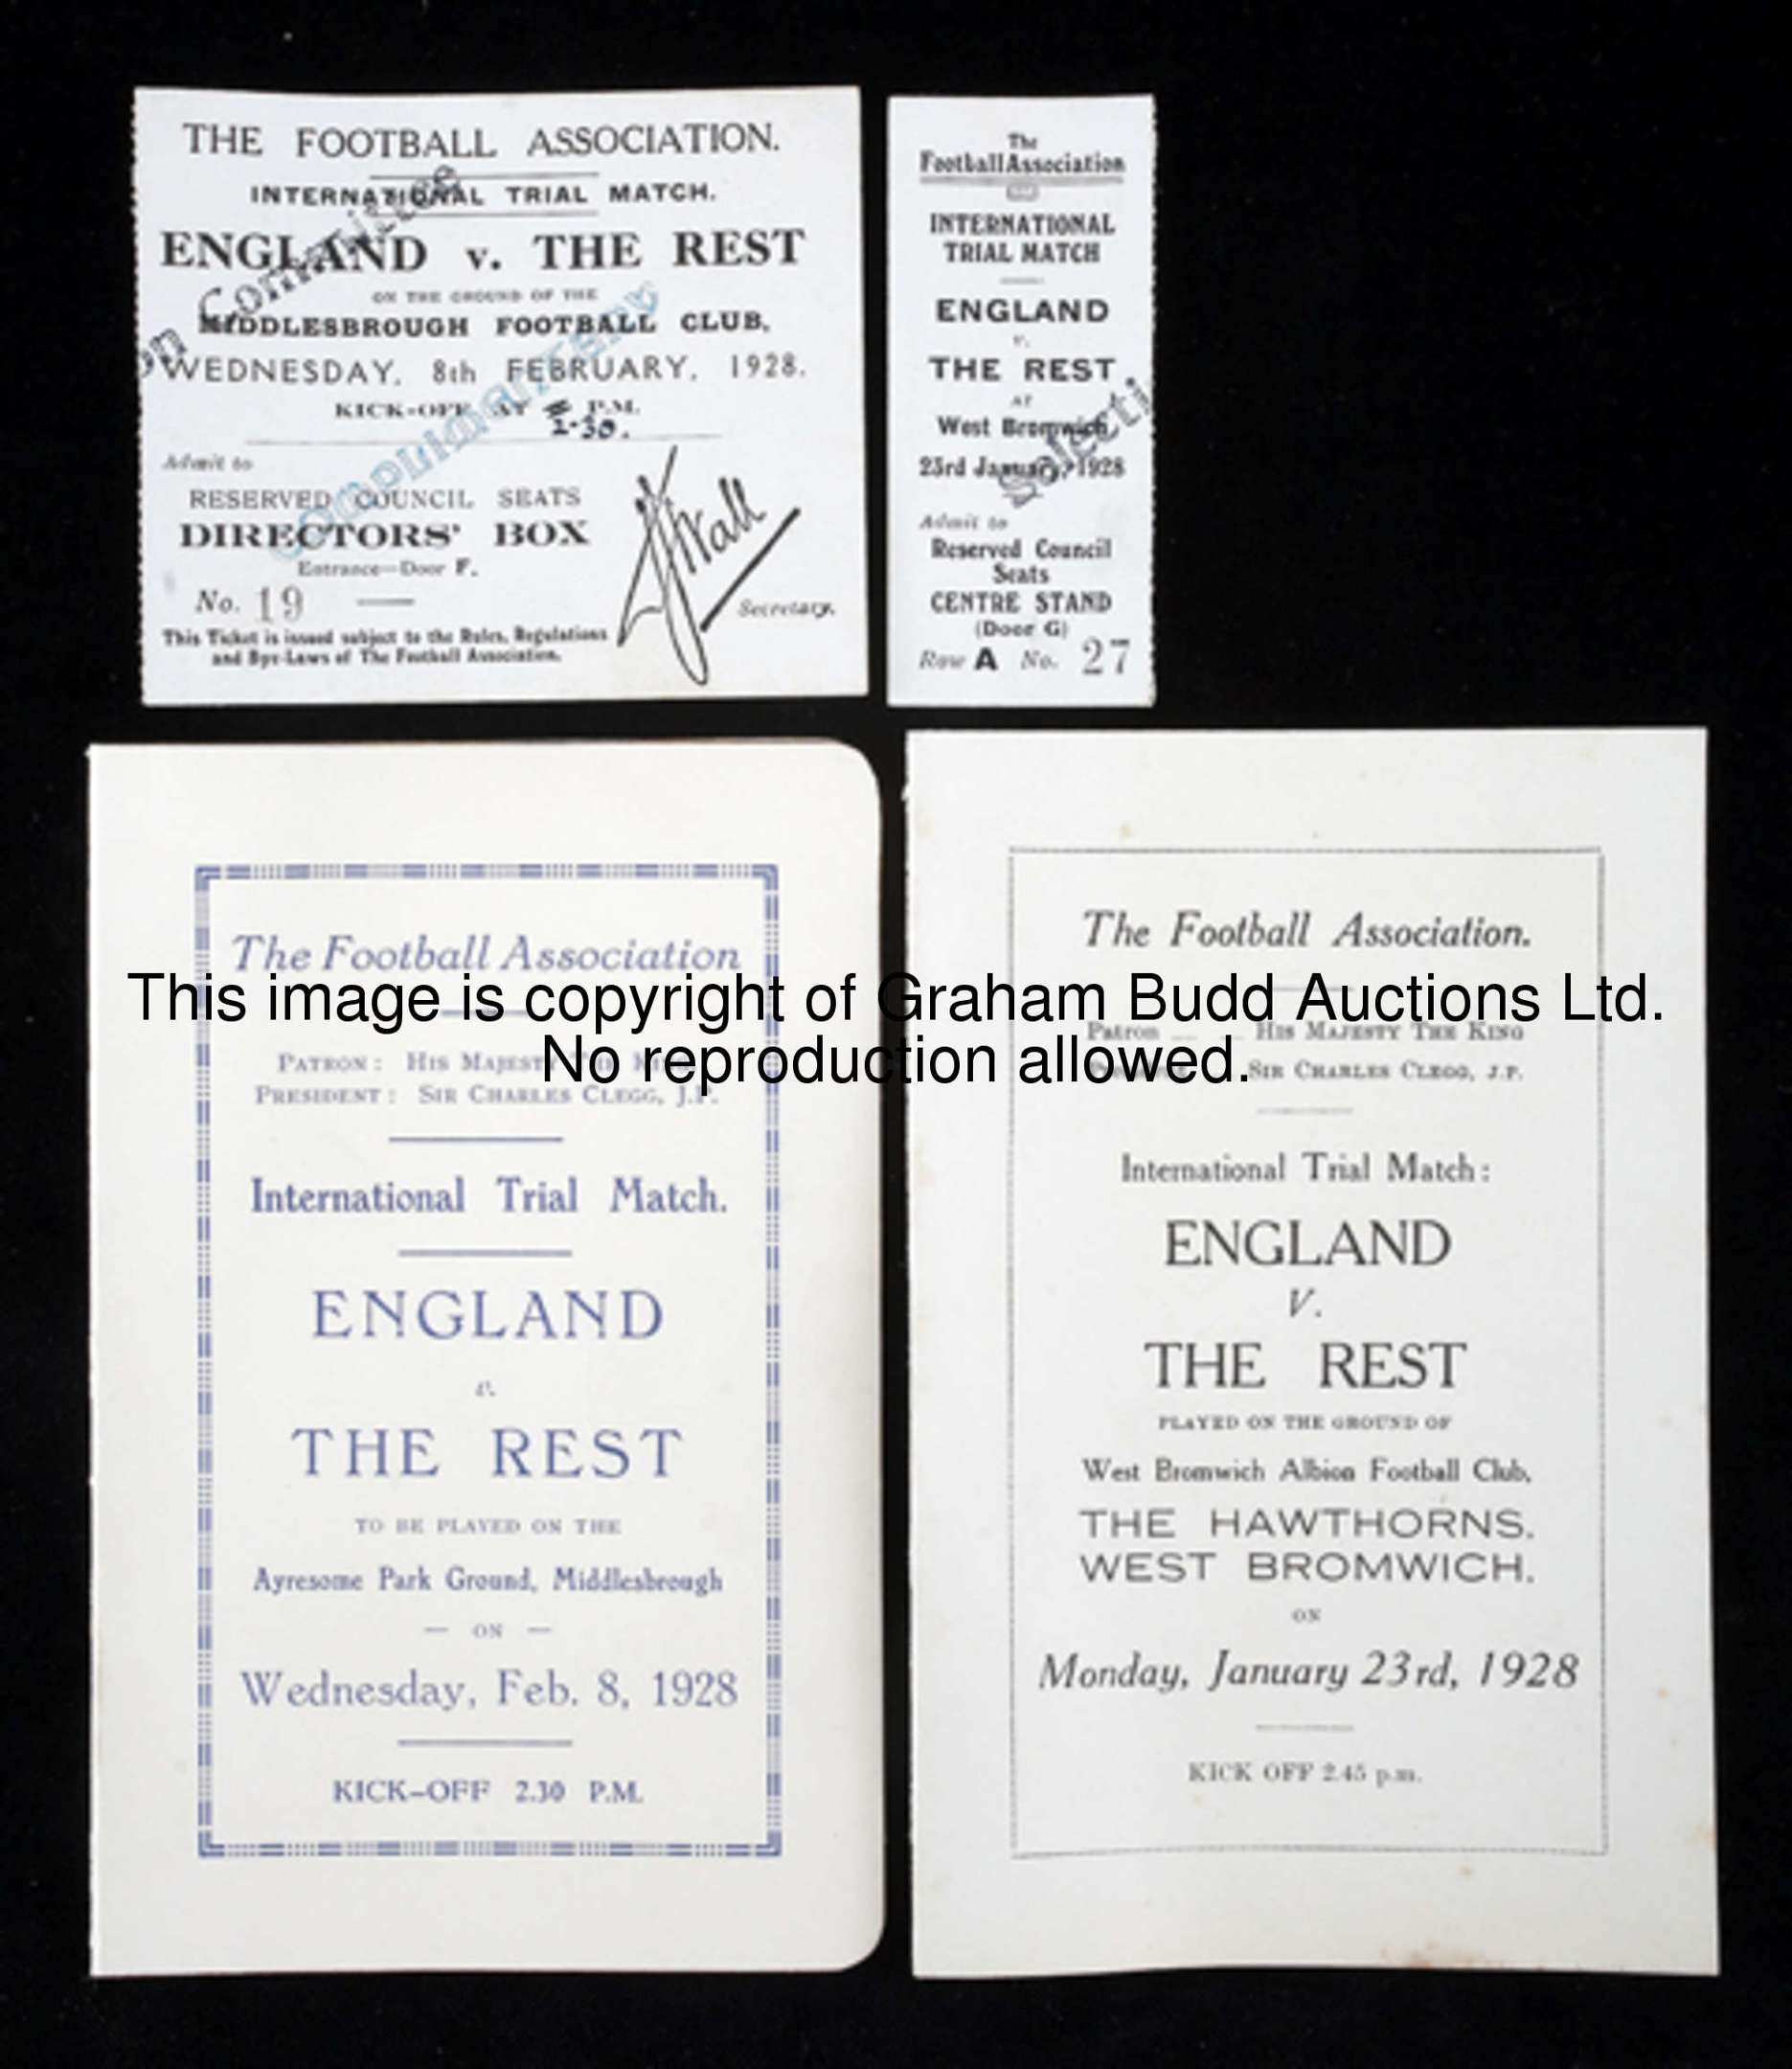 THE FOOTBALL ASSOCIATION.
INTERNATIONAL TRIAL MATCH.
ENGLAND v. THE REST
ON THE GROUND OF THE
MIDDLESBROUGH FOOTBALL CLUB,
WEDNESDAY, 8th FEBRUARY, 1928.
KICK-OFF AT P.M.
2-30.
Admit to
RESERVED COUNCIL SEATS
DIRECTORS' BOX
Entrance—Door F.
No. 19 —
This Ticket is issued subject to the Rules, Regulations
and Bye-Laws of The Football Association.
Wall
Secretary.
on Committee
COMPLIMENTARY
The
Football Association
INTERNATIONAL
TRIAL MATCH
ENGLAND
v.
THE REST
AT
West Bromwich,
23rd January, 1928
Selecti
Admit to
Reserved Council
Seats
CENTRE STAND
(Door G)
Row A No. 27
The Football Association
PATRON: HIS MAJESTY THE KING
PRESIDENT: SIR CHARLES CLEGG, J.P.
International Trial Match.
ENGLAND
v.
THE REST
TO BE PLAYED ON THE
Ayresome Park Ground, Middlesbrough
— ON —
Wednesday, Feb. 8, 1928
KICK-OFF 2.30 P.M.
The Football Association.
Patron HIS MAJESTY THE KING
SIR CHARLES CLEGG, J.P.
International Trial Match:
ENGLAND
V.
THE REST
PLAYED ON THE GROUND OF
West Bromwich Albion Football Club,
THE HAWTHORNS.
WEST BROMWICH.
ON
Monday, January 23rd, 1928
KICK OFF 2.45 p.m.
This image is copyright of Graham Budd Auctions Ltd.
No reproduction allowed.